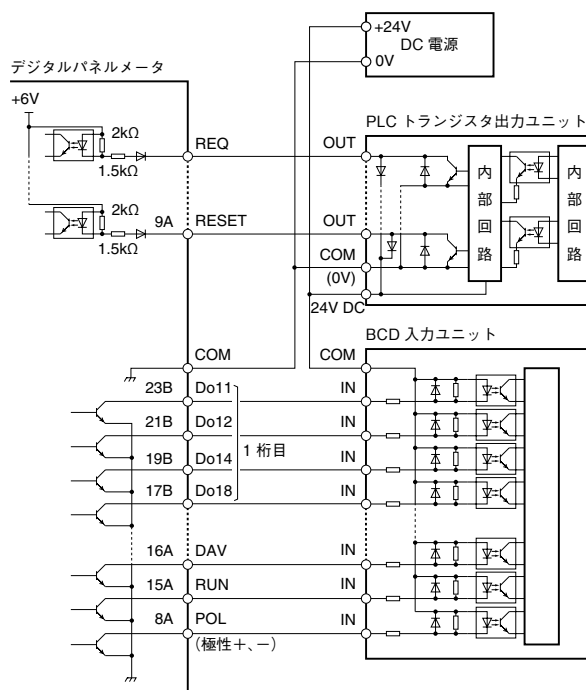 +24V
DC 電源
0V
デジタルパネルメータ
+6V
2kΩ
1.5kΩ
REQ
OUT
PLC トランジスタ出力ユニット
内部回路
内部回路
2kΩ
1.5kΩ
9A
RESET
OUT
COM
(0V)
24V DC
BCD 入力ユニット
COM
COM
23B
Do11
IN
21B
Do12
IN
1 桁目
19B
Do14
IN
17B
Do18
IN
16A
DAV
IN
15A
RUN
IN
8A
POL
IN
(極性+、−)